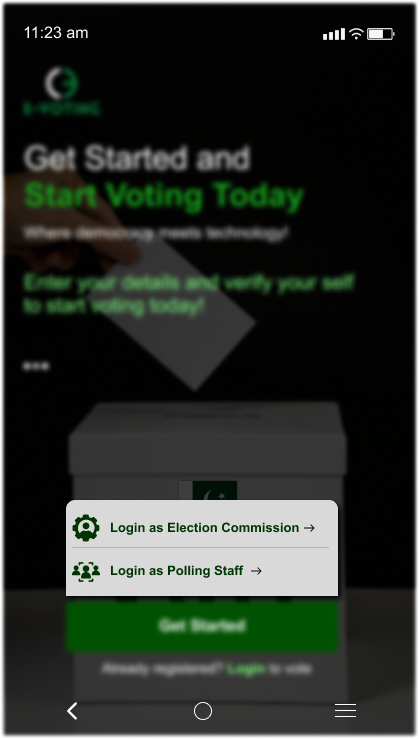 11:23 am
E-VOTING
Get Started and
Start Voting Today
Where democracy meets technology!
Enter your details and verify your self
to start voting today!
Login as Election Commission →
Login as Polling Staff →
Get Started
Already registered? Login to vote